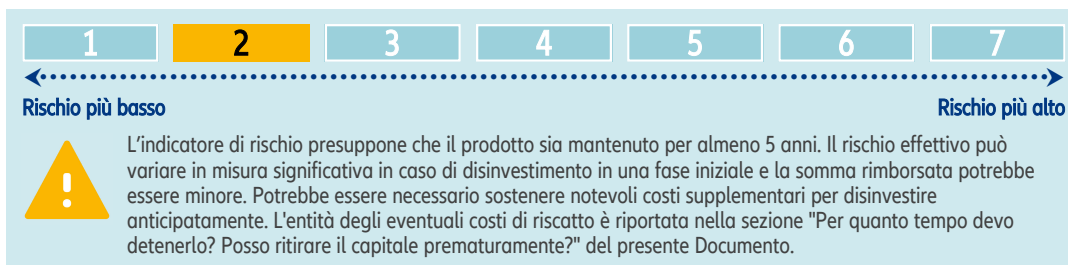 1 2 3 4 5 6 7
Rischio più basso Rischio più alto
L'indicatore di rischio presuppone che il prodotto sia mantenuto per almeno 5 anni. Il rischio effettivo può
variare in misura significativa in caso di disinvestimento in una fase iniziale e la somma rimborsata potrebbe
essere minore. Potrebbe essere necessario sostenere notevoli costi supplementari per disinvestire
anticipatamente. L'entità degli eventuali costi di riscatto è riportata nella sezione "Per quanto tempo devo
detenerlo? Posso ritirare il capitale prematuramente?" del presente Documento.